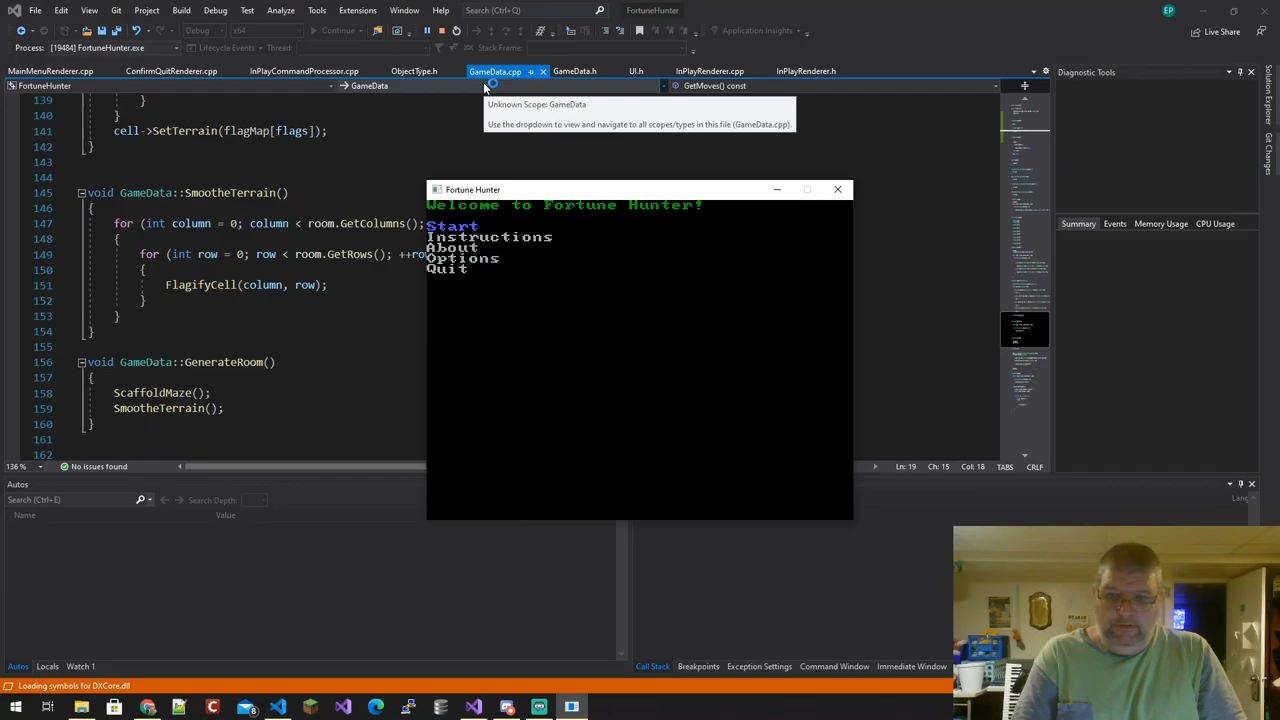 File Edit View Git Project Build Debug Test Analyze Tools Extensions Window Help Search (Ctrl+Q) FortuneHunter EP
Debug x64 Continue Application Insights Live Share
Process: [19484] FortuneHunter.exe Lifecycle Events Thread: Stack Frame:
MainMenuRenderer.cpp ConfirmQuitRenderer.cpp InPlayCommandProcessor.cpp ObjectType.h GameData.cpp GameData.h UI.h InPlayRenderer.cpp InPlayRenderer.h
FortuneHunter GameData GetMoves() const
Unknown Scope: GameData
Use the dropdown to view and navigate to all scopes/types in this file (GameData.cpp).
139 }
140 }
141 cell->SetTerrain(flagMap[flags]);
142 }
143
144
145 void GameData::SmootheTerrain()
146 {
147 for (int column = 0; column < room.GetColumns();
148 {
149 for (int row = 0; row < room.GetRows(); ++ro
150 {
151 FlagifyCell(column, row);
152 }
153 }
154 }
155
156 void GameData::GenerateRoom()
157 {
158 ScaffoldMaze();
159 SmootheTerrain();
160 }
161
162
Fortune Hunter
Welcome to Fortune Hunter!
Start
Instructions
About
Options
Quit
Diagnostic Tools
Summary Events Memory Usage CPU Usage
Solution Explorer
Git Changes
136 % No issues found Ln: 19 Ch: 15 Col: 18 TABS CRLF
Autos
Search (Ctrl+E) Search Depth:
Name Value
Lang
Autos Locals Watch 1
Call Stack Breakpoints Exception Settings Command Window Immediate Window
Loading symbols for DXCore.dll